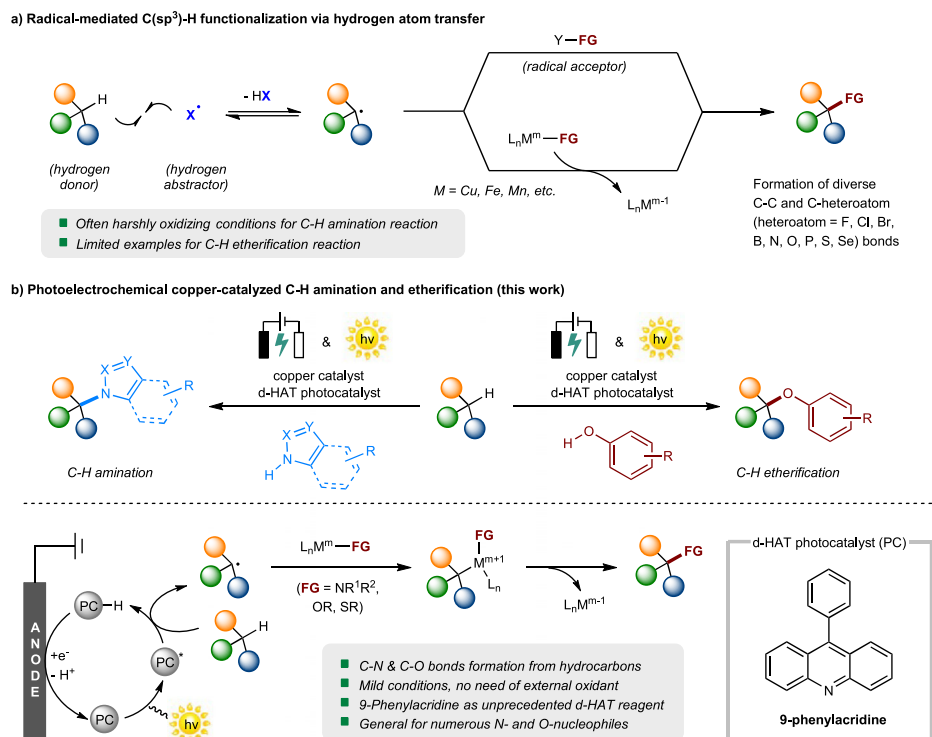 a) Radical-mediated C(sp³)-H functionalization via hydrogen atom transfer
Y—FG
(radical acceptor)
H
X•
- HX
•
FG
LₙMᵐ—FG
(hydrogen
donor)
(hydrogen
abstractor)
M = Cu, Fe, Mn, etc.
LₙMᵐ⁻¹
Formation of diverse
C-C and C-heteroatom
(heteroatom = F, Cl, Br,
B, N, O, P, S, Se) bonds
Often harshly oxidizing conditions for C-H amination reaction
Limited examples for C-H etherification reaction
b) Photoelectrochemical copper-catalyzed C-H amination and etherification (this work)
& hv
& hv
X=Y
N
R
copper catalyst
d-HAT photocatalyst
H
copper catalyst
d-HAT photocatalyst
O
R
X=Y
N
H
R
H
O
R
C-H amination
C-H etherification
ANODE
PC—H
+e⁻
- H⁺
PC
PC*
hv
•
H
LₙMᵐ—FG
(FG = NR¹R²,
OR, SR)
FG
Mᵐ⁺¹
Lₙ
LₙMᵐ⁻¹
FG
C-N & C-O bonds formation from hydrocarbons
Mild conditions, no need of external oxidant
9-Phenylacridine as unprecedented d-HAT reagent
General for numerous N- and O-nucleophiles
d-HAT photocatalyst (PC)
N
9-phenylacridine